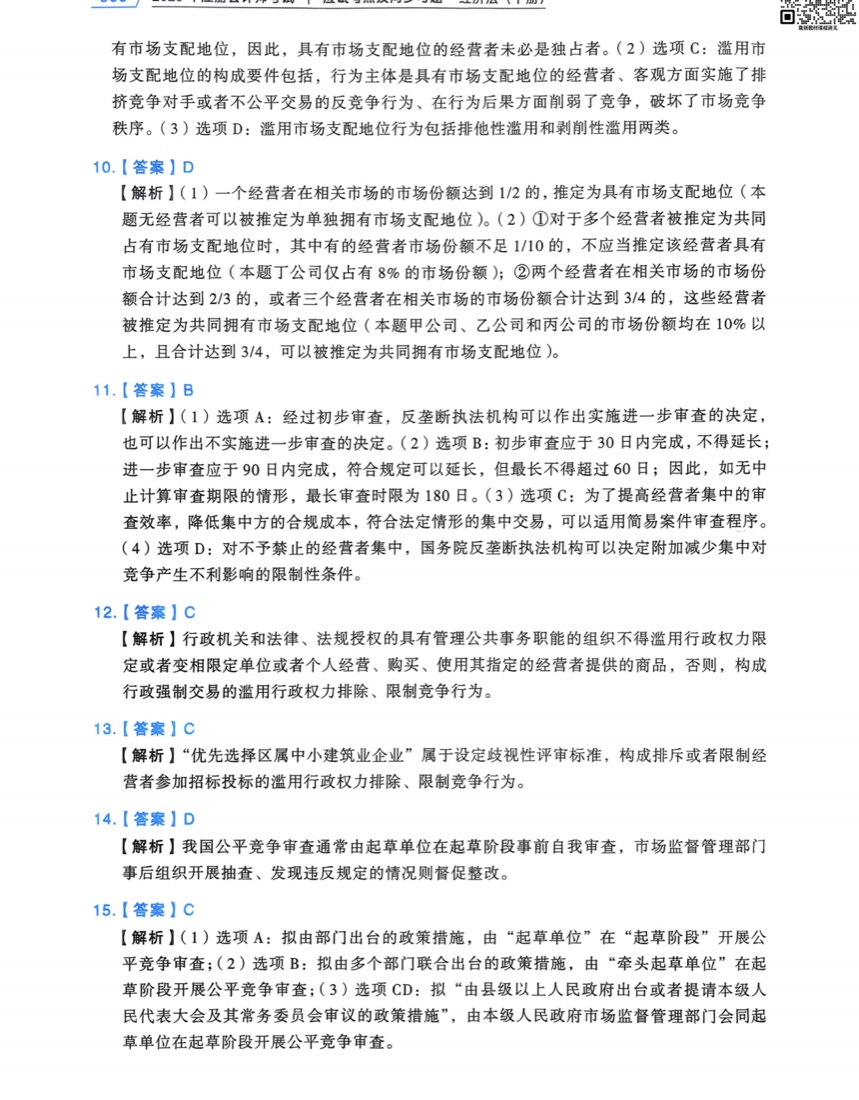 有市场支配地位，因此，具有市场支配地位的经营者未必是独占者。（2）选项 C：滥用市
场支配地位的构成要件包括，行为主体是具有市场支配地位的经营者、客观方面实施了排
挤竞争对手或者不公平交易的反竞争行为、在行为后果方面削弱了竞争，破坏了市场竞争
秩序。（3）选项 D：滥用市场支配地位行为包括排他性滥用和剥削性滥用两类。
10.【答案】D
【解析】（1）一个经营者在相关市场的市场份额达到 1/2 的，推定为具有市场支配地位（本
题无经营者可以被推定为单独拥有市场支配地位）。（2）①对于多个经营者被推定为共同
占有市场支配地位时，其中有的经营者市场份额不足 1/10 的，不应当推定该经营者具有
市场支配地位（本题丁公司仅占有 8% 的市场份额）；②两个经营者在相关市场的市场份
额合计达到 2/3 的，或者三个经营者在相关市场的市场份额合计达到 3/4 的，这些经营者
被推定为共同拥有市场支配地位（本题甲公司、乙公司和丙公司的市场份额均在 10% 以
上，且合计达到 3/4，可以被推定为共同拥有市场支配地位）。
11.【答案】B
【解析】（1）选项 A：经过初步审查，反垄断执法机构可以作出实施进一步审查的决定，
也可以作出不实施进一步审查的决定。（2）选项 B：初步审查应于 30 日内完成，不得延长；
进一步审查应于 90 日内完成，符合规定可以延长，但最长不得超过 60 日；因此，如无中
止计算审查期限的情形，最长审查时限为 180 日。（3）选项 C：为了提高经营者集中的审
查效率，降低集中方的合规成本，符合法定情形的集中交易，可以适用简易案件审查程序。
（4）选项 D：对不予禁止的经营者集中，国务院反垄断执法机构可以决定附加减少集中对
竞争产生不利影响的限制性条件。
12.【答案】C
【解析】行政机关和法律、法规授权的具有管理公共事务职能的组织不得滥用行政权力限
定或者变相限定单位或者个人经营、购买、使用其指定的经营者提供的商品，否则，构成
行政强制交易的滥用行政权力排除、限制竞争行为。
13.【答案】C
【解析】“优先选择区属中小建筑业企业”属于设定歧视性评审标准，构成排斥或者限制经
营者参加招标投标的滥用行政权力排除、限制竞争行为。
14.【答案】D
【解析】我国公平竞争审查通常由起草单位在起草阶段事前自我审查，市场监督管理部门
事后组织开展抽查、发现违反规定的情况则督促整改。
15.【答案】C
【解析】（1）选项 A：拟由部门出台的政策措施，由“起草单位”在“起草阶段”开展公
平竞争审查；（2）选项 B：拟由多个部门联合出台的政策措施，由“牵头起草单位”在起
草阶段开展公平竞争审查；（3）选项 CD：拟“由县级以上人民政府出台或者提请本级人
民代表大会及其常务委员会审议的政策措施”，由本级人民政府市场监督管理部门会同起
草单位在起草阶段开展公平竞争审查。